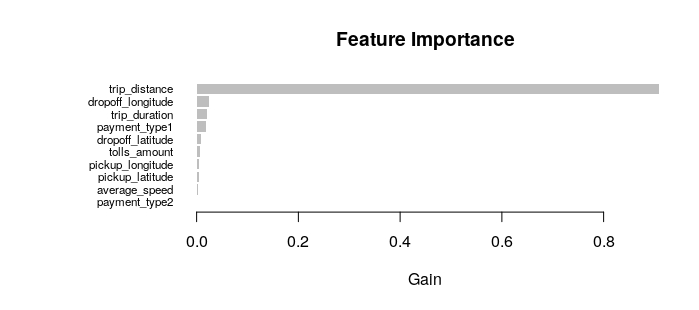 Feature Importance
trip_distance
dropoff_longitude
trip_duration
payment_type1
dropoff_latitude
tolls_amount
pickup_longitude
pickup_latitude
average_speed
payment_type2
0.0 0.2 0.4 0.6 0.8
Gain